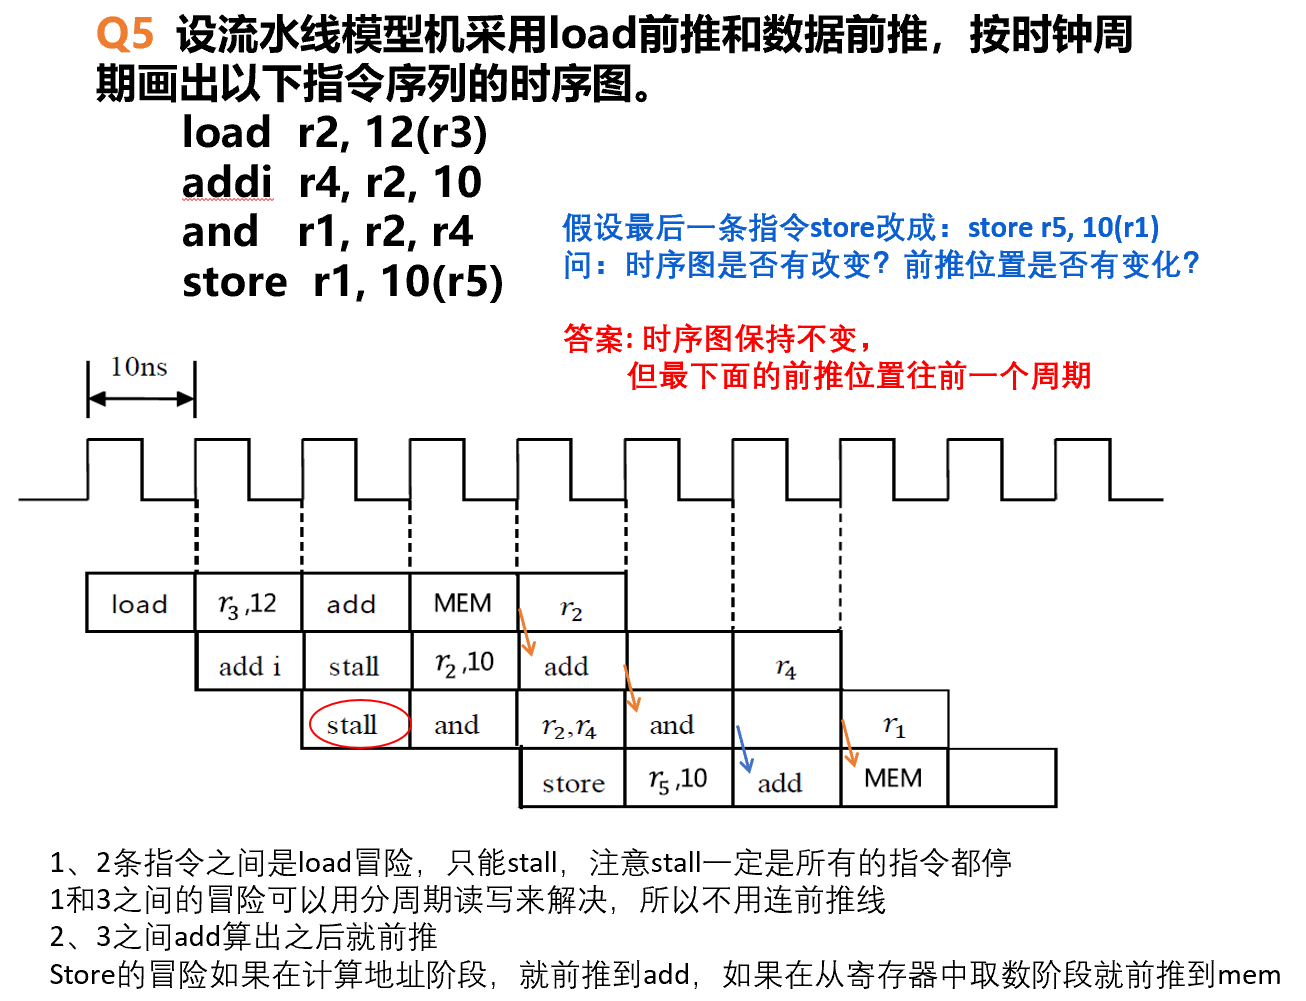 Q5 设流水线模型机采用load前推和数据前推，按时钟周
期画出以下指令序列的时序图。
load r2, 12(r3)
addi r4, r2, 10
and r1, r2, r4
store r1, 10(r5)
假设最后一条指令store改成：store r5, 10(r1)
问：时序图是否有改变？前推位置是否有变化？
答案: 时序图保持不变，
但最下面的前推位置往前一个周期
10ns
load r3,12 add MEM r2
add i stall r2,10 add r4
stall and r2,r4 and r1
store r5,10 add MEM
1、2条指令之间是load冒险，只能stall，注意stall一定是所有的指令都停
1和3之间的冒险可以用分周期读写来解决，所以不用连前推线
2、3之间add算出之后就前推
Store的冒险如果在计算地址阶段，就前推到add，如果在从寄存器中取数阶段就前推到mem